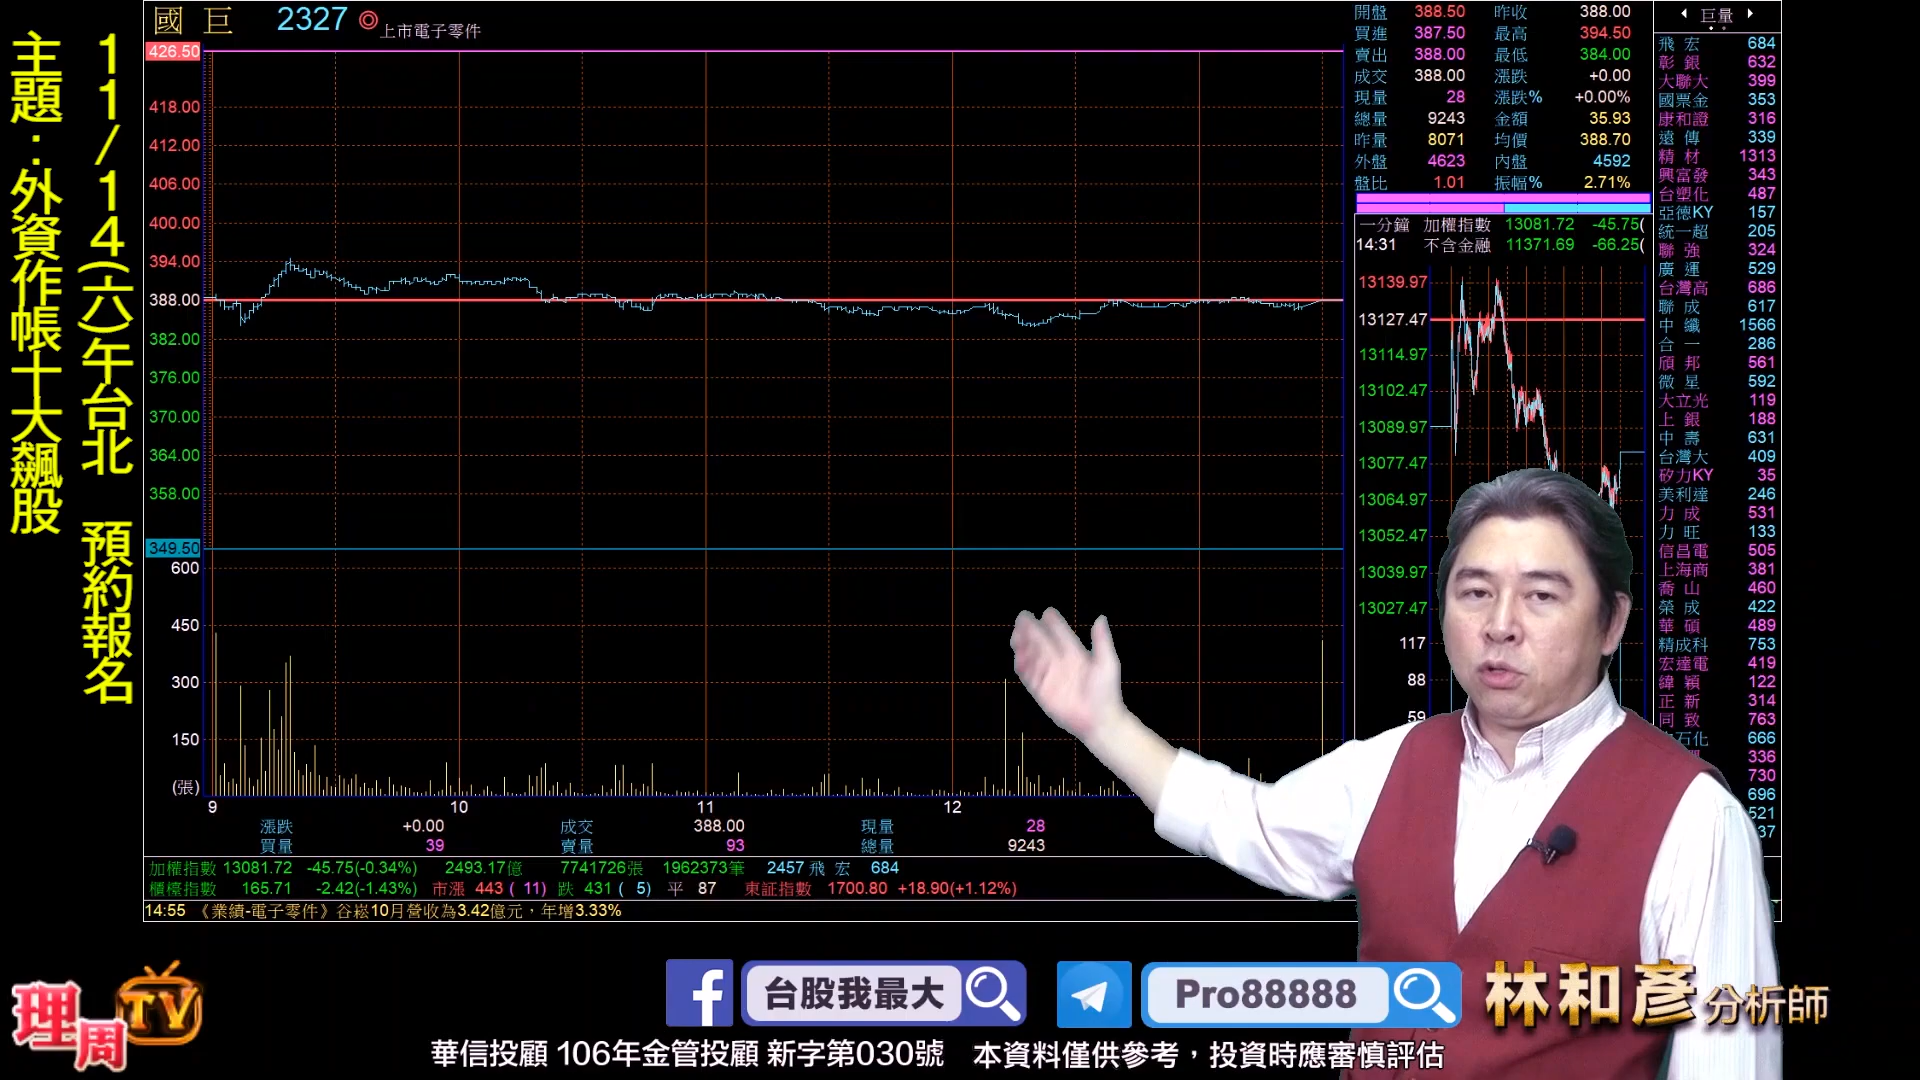 11/14(六)午台北 預約報名
主題：外資作帳十大飆股
國巨 2327 ◎上市電子零件
426.50
418.00
412.00
406.00
400.00
394.00
388.00
382.00
376.00
370.00
364.00
358.00
349.50
600
450
300
150
(張)
9 10 11 12
漲跌 +0.00 成交 388.00 現量 28
買量 39 賣量 93 總量 9243
加權指數 13081.72 -45.75(-0.34%) 2493.17億 7741726張 1962373筆 2457 飛宏 684
櫃檯指數 165.71 -2.42(-1.43%) 市漲 443 ( 11) 跌 431 ( 5) 平 87 東証指數 1700.80 +18.90(+1.12%)
14:55 《業績-電子零件》谷崧10月營收為3.42億元，年增3.33%
開盤 388.50 昨收 388.00
買進 387.50 最高 394.50
賣出 388.00 最低 384.00
成交 388.00 漲跌 +0.00
現量 28 漲跌% +0.00%
總量 9243 金額 35.93
昨量 8071 均價 388.70
外盤 4623 內盤 4592
盤比 1.01 振幅% 2.71%
一分鐘 加權指數 13081.72 -45.75(
14:31 不含金融 11371.69 -66.25(
13139.97
13127.47
13114.97
13102.47
13089.97
13077.47
13064.97
13052.47
13039.97
13027.47
117
88
59
巨量
飛宏 684
彰銀 632
大聯大 399
國票金 353
康和證 316
遠傳 339
精材 1313
興富發 343
台塑化 487
亞德KY 157
統一超 205
聯強 324
廣運 529
台灣高 686
聯成 617
中纖 1566
合一 286
頎邦 561
微星 592
大立光 119
上銀 188
中壽 631
台灣大 409
矽力KY 35
美利達 246
力成 531
力旺 133
信昌電 505
上海商 381
喬山 460
榮成 422
華碩 489
精成科 753
宏達電 419
緯穎 122
正新 314
同致 763
石化 666
336
730
696
521
37
理周TV
f 台股我最大
Pro88888
林和彥分析師
華信投顧 106年金管投顧 新字第030號 本資料僅供參考，投資時應審慎評估